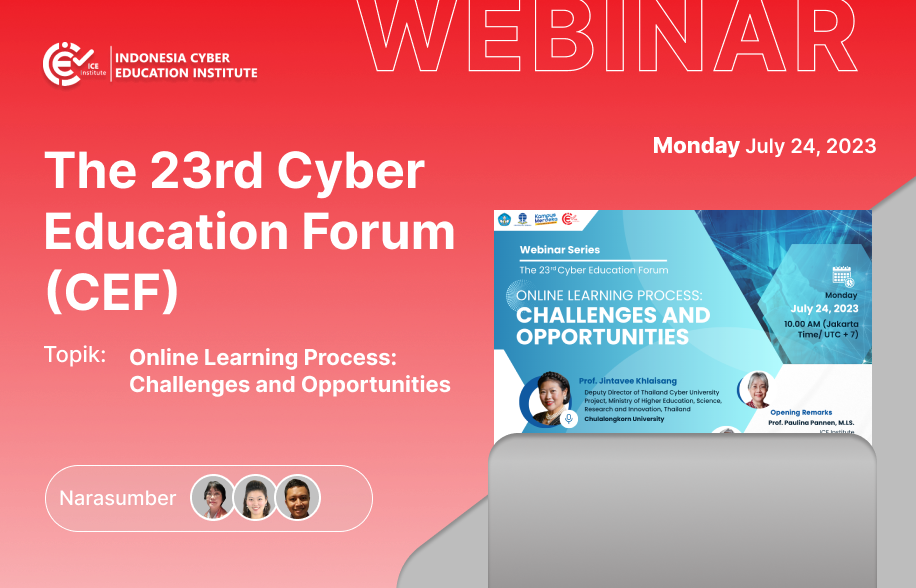 WEBINAR
ICE
Institute
INDONESIA CYBER
EDUCATION INSTITUTE
Monday July 24, 2023
The 23rd Cyber
Education Forum
(CEF)
Topik:
Online Learning Process:
Challenges and Opportunities
Narasumber
Kampus
Merdeka
Webinar Series
The 23rd Cyber Education Forum
ONLINE LEARNING PROCESS:
CHALLENGES AND
OPPORTUNITIES
Monday
July 24, 2023
10.00 AM (Jakarta
Time/ UTC + 7)
Prof. Jintavee Khlaisang
Deputy Director of Thailand Cyber University
Project, Ministry of Higher Education, Science,
Research and Innovation, Thailand
Chulalongkorn University
Opening Remarks
Prof. Paulina Pannen, M.I.S.
ICE Institute